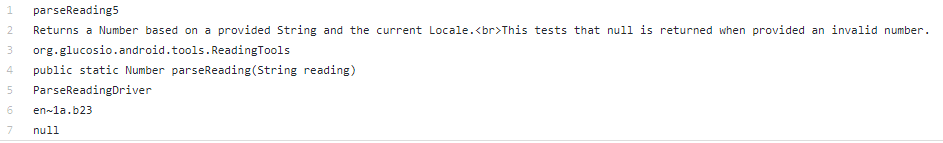 1 parseReading5
2 Returns a Number based on a provided String and the current Locale.<br>This tests that null is returned when provided an invalid number.
3 org.glucosio.android.tools.ReadingTools
4 public static Number parseReading(String reading)
5 ParseReadingDriver
6 en~1a.b23
7 null